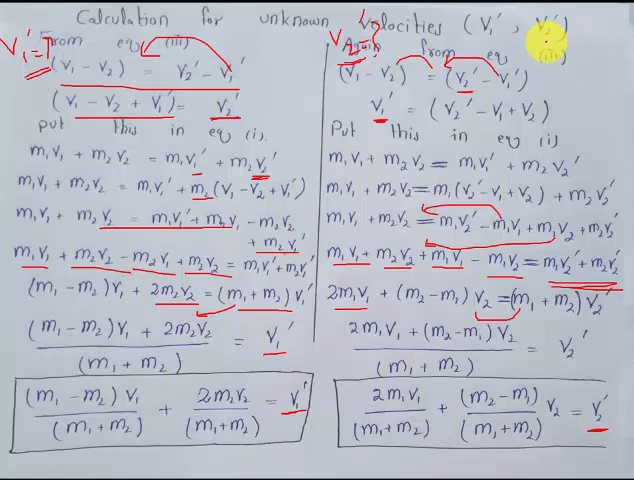 Calculation for unknown Velocities (V₁', V₂')
V₁'=?
From eq (iii)
(V₁ - V₂) = V₂' - V₁'
(V₁ - V₂ + V₁') = V₂'
put this in eq (i).
m₁V₁ + m₂V₂ = m₁V₁' + m₂V₂'
m₁V₁ + m₂V₂ = m₁V₁' + m₂(V₁-V₂+V₁')
m₁V₁ + m₂V₂ = m₁V₁' + m₂V₁ - m₂V₂
+ m₂V₁'
m₁V₁ + m₂V₂ - m₂V₁ + m₂V₂ = m₁V₁' + m₂V₁'
(m₁ - m₂)V₁ + 2m₂V₂ = (m₁ + m₂)V₁'
(m₁ - m₂)V₁ + 2m₂V₂ / (m₁ + m₂) = V₁'
(m₁ - m₂)V₁ / (m₁ + m₂) + 2m₂V₂ / (m₁ + m₂) = V₁'
V₂'=?
Again from eq (iii)
(V₁ - V₂) = (V₂' - V₁')
V₁' = (V₂' - V₁ + V₂)
Put this in eq (i)
m₁V₁ + m₂V₂ = m₁V₁' + m₂V₂'
m₁V₁ + m₂V₂ = m₁(V₂' - V₁ + V₂) + m₂V₂'
m₁V₁ + m₂V₂ = m₁V₂' - m₁V₁ + m₁V₂ + m₂V₂'
m₁V₁ + m₂V₂ + m₁V₁ - m₁V₂ = m₁V₂' + m₂V₂'
2m₁V₁ + (m₂ - m₁) V₂ = (m₁ + m₂) V₂'
2m₁V₁ + (m₂ - m₁) V₂ / (m₁ + m₂) = V₂'
2m₁V₁ / (m₁ + m₂) + (m₂ - m₁) / (m₁ + m₂) V₂ = V₂'